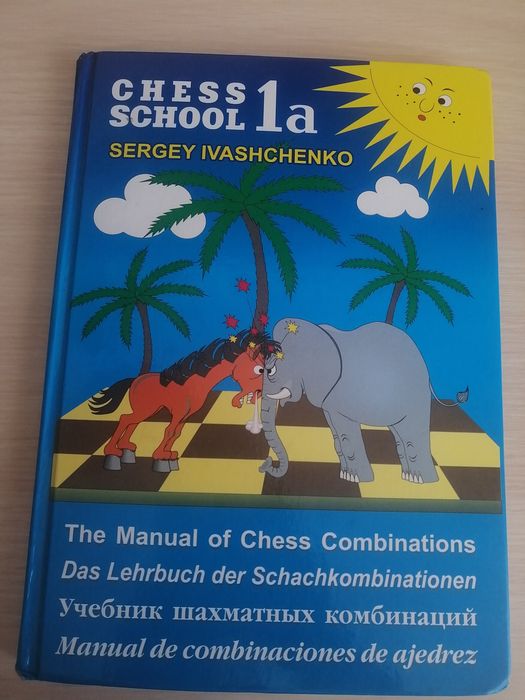 CHESS
SCHOOL 1a
SERGEY IVASHCHENKO
The Manual of Chess Combinations
Das Lehrbuch der Schachkombinationen
Учебник шахматных комбинаций
Manual de combinaciones de ajedrez